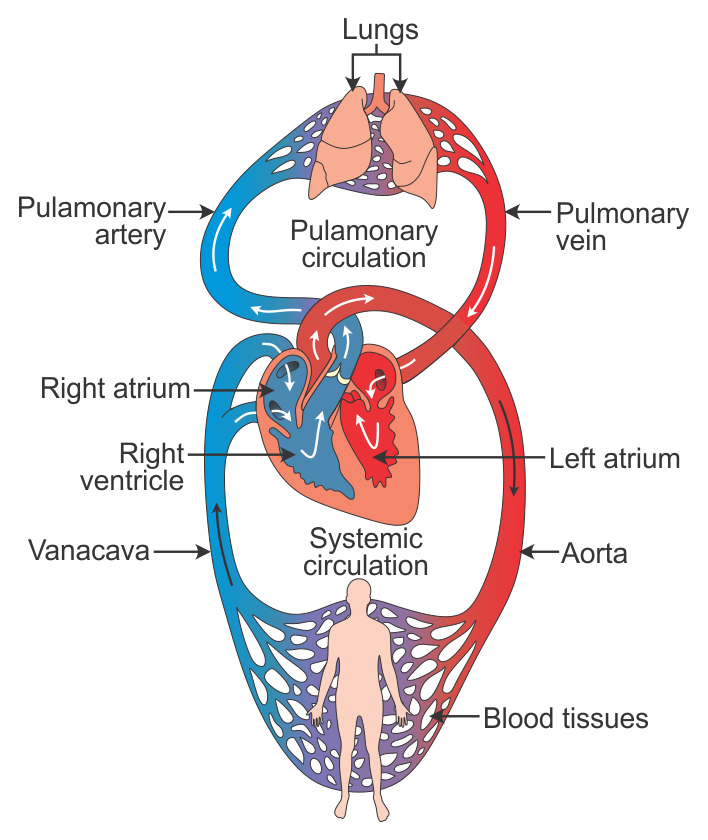 Lungs
Pulamonary
artery
Pulmonary
vein
Pulamonary
circulation
Right atrium
Right
ventricle
Left atrium
Systemic
circulation
Vanacava
Aorta
Blood tissues